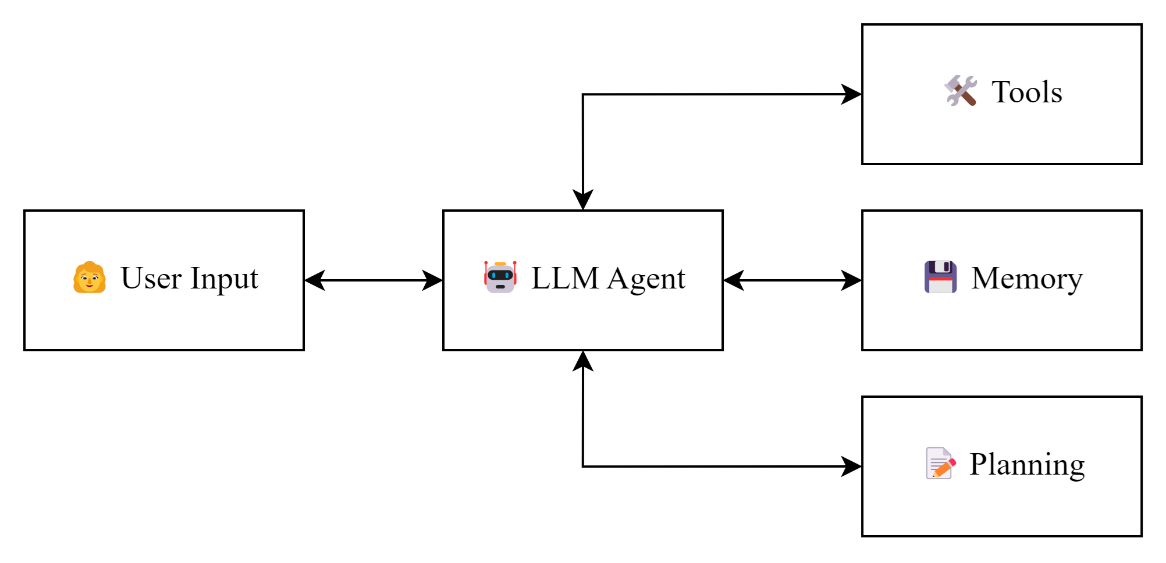 Tools
User Input
LLM Agent
Memory
Planning